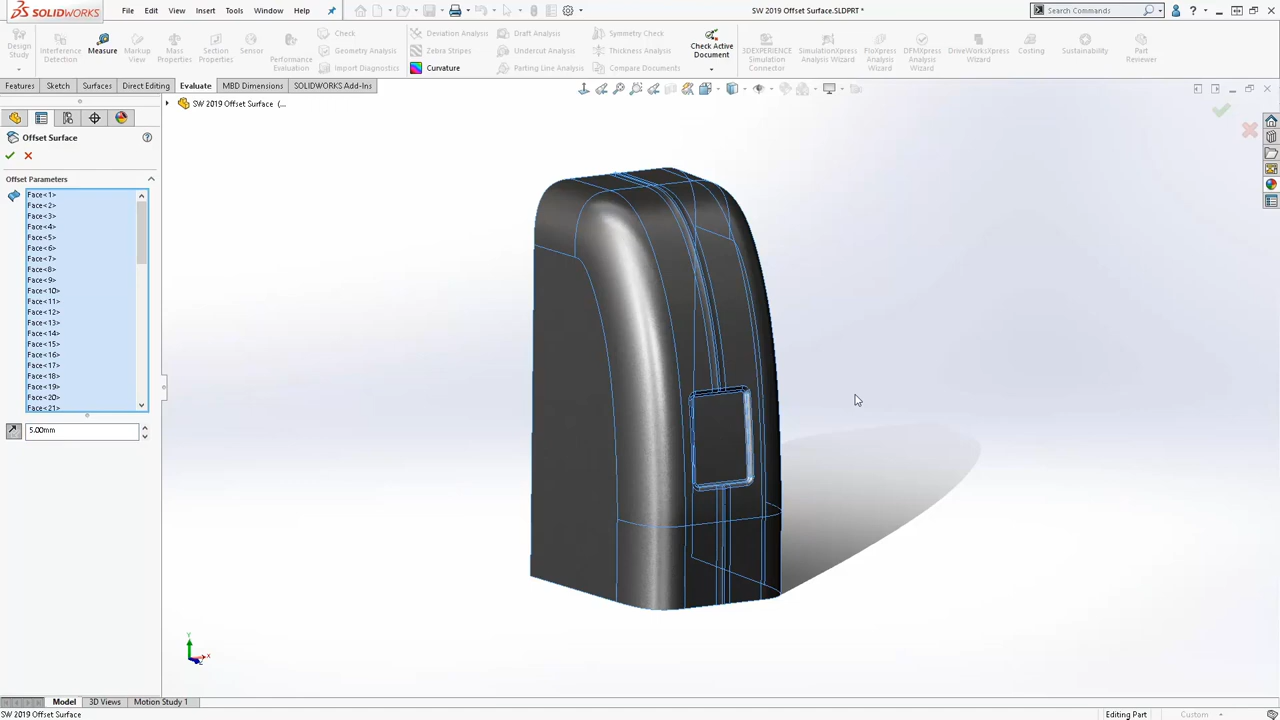 SOLIDWORKS
File Edit View Insert Tools Window Help
SW 2019 Offset Surface.SLDPRT *
Search Commands
Design Study
Interference Detection
Measure
Markup View
Mass Properties
Section Properties
Sensor
Performance Evaluation
Check
Geometry Analysis
Import Diagnostics
Deviation Analysis
Zebra Stripes
Curvature
Draft Analysis
Undercut Analysis
Parting Line Analysis
Symmetry Check
Thickness Analysis
Compare Documents
Check Active Document
3DEXPERIENCE Simulation Connector
SimulationXpress Analysis Wizard
FloXpress Analysis Wizard
DFMXpress Analysis Wizard
DriveWorksXpress Wizard
Costing
Sustainability
Part Reviewer
Features Sketch Surfaces Direct Editing Evaluate MBD Dimensions SOLIDWORKS Add-Ins
SW 2019 Offset Surface (...
Offset Surface
Offset Parameters
Face<1>
Face<2>
Face<3>
Face<4>
Face<5>
Face<6>
Face<7>
Face<8>
Face<9>
Face<10>
Face<11>
Face<12>
Face<13>
Face<14>
Face<15>
Face<16>
Face<17>
Face<18>
Face<19>
Face<20>
Face<21>
5.00mm
Y
X
Z
Model 3D Views Motion Study 1
SW 2019 Offset Surface
Editing Part
Custom